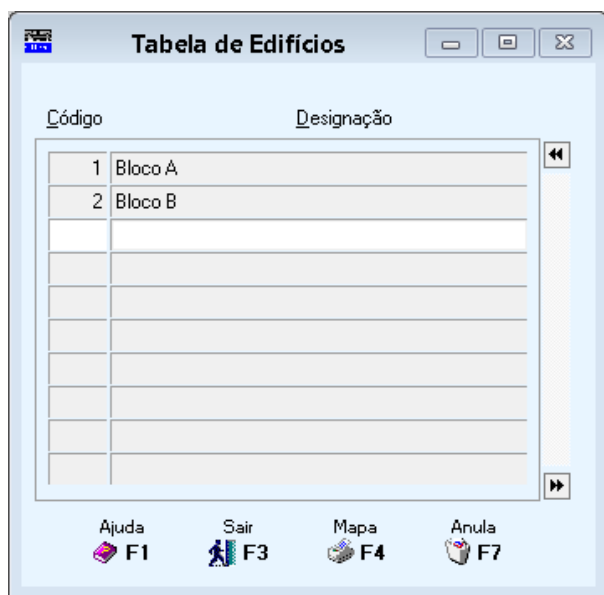 Tabela de Edifícios
Código Designação
1 Bloco A
2 Bloco B
Ajuda Sair Mapa Anula
F1 F3 F4 F7